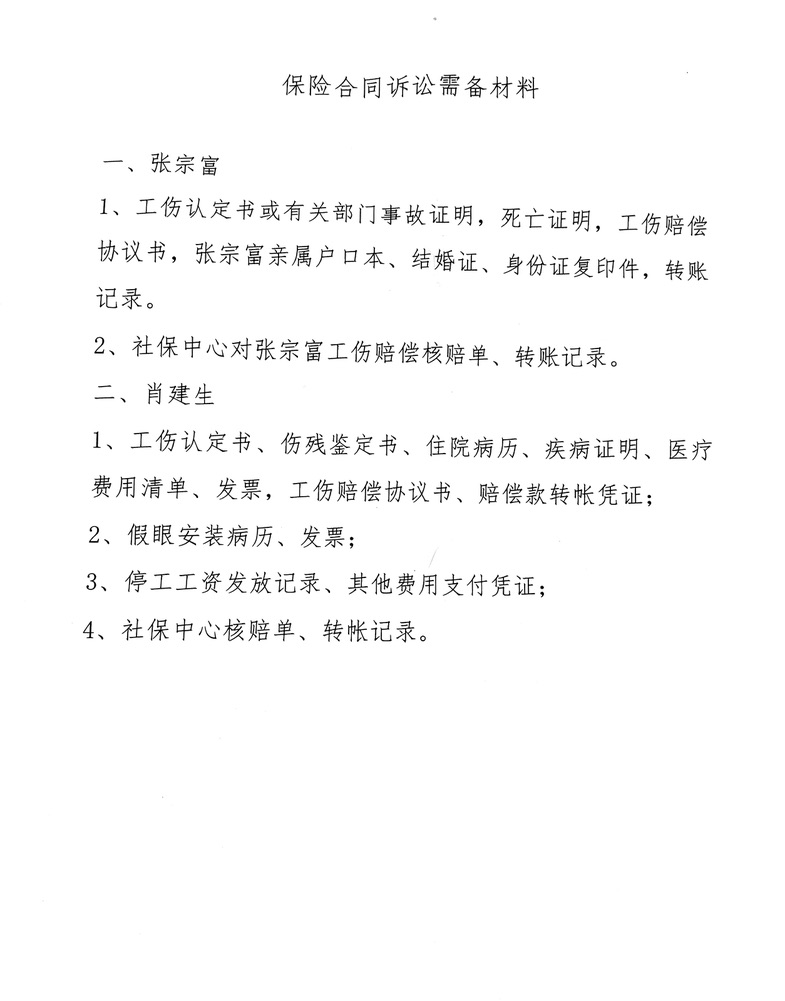 保险合同诉讼需备材料
一、张宗富
1、工伤认定书或有关部门事故证明，死亡证明，工伤赔偿
协议书，张宗富亲属户口本、结婚证、身份证复印件，转账
记录。
2、社保中心对张宗富工伤赔偿核赔单、转账记录。
二、肖建生
1、工伤认定书、伤残鉴定书、住院病历、疾病证明、医疗
费用清单、发票，工伤赔偿协议书、赔偿款转帐凭证；
2、假眼安装病历、发票；
3、停工工资发放记录、其他费用支付凭证；
4、社保中心核赔单、转帐记录。